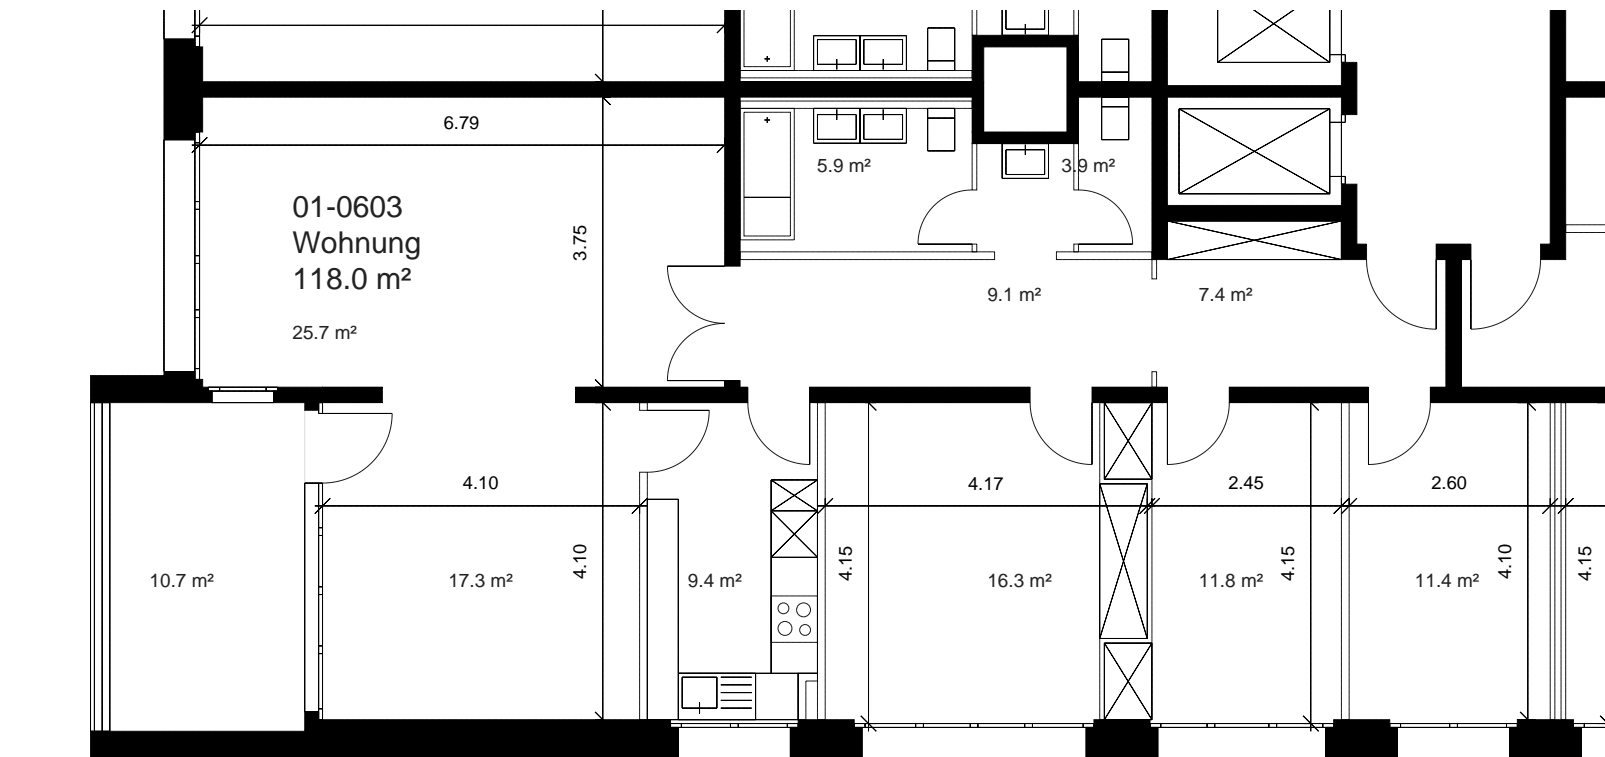 6.79
5.9 m²
3.9 m²
01-0603
Wohnung
118.0 m²
3.75
25.7 m²
9.1 m²
7.4 m²
4.10
4.17
2.45
2.60
4.10
4.15
4.15
4.10
4.15
10.7 m²
17.3 m²
9.4 m²
16.3 m²
11.8 m²
11.4 m²